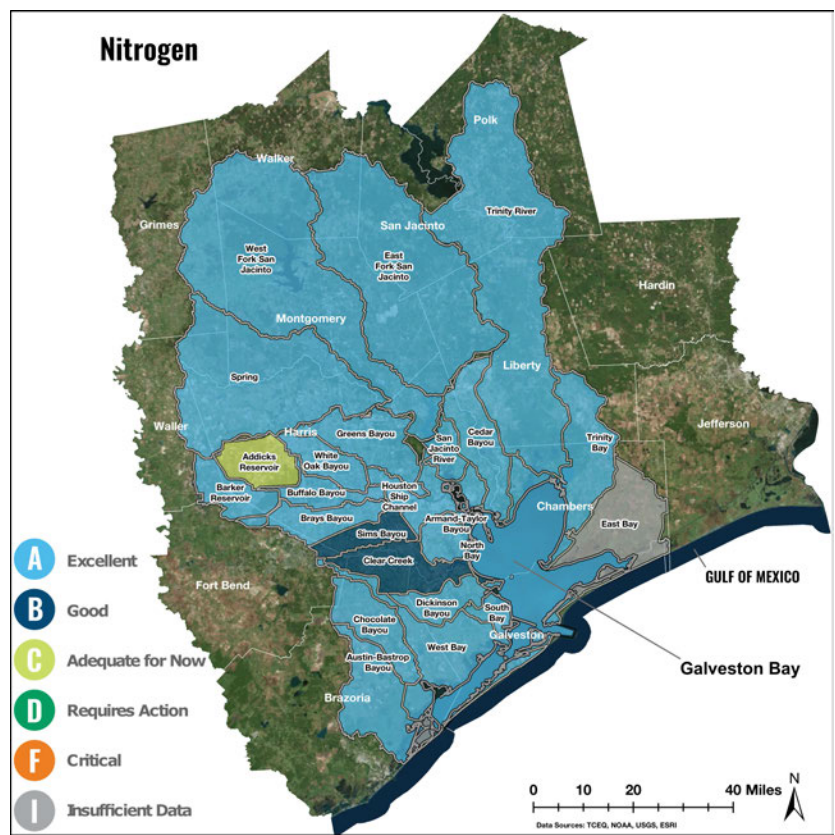 Nitrogen
Polk
Walker
Trinity River
Grimes
San Jacinto
West
Fork San
Jacinto
East
Fork San
Jacinto
Hardin
Montgomery
Liberty
Spring
Jefferson
Waller
Harris
Greens Bayou
San
Jacinto
River
Cedar
Bayou
Trinity
Bay
Addicks
Reservoir
White
Oak Bayou
Barker
Reservoir
Buffalo Bayou
Houston
Ship
Channel
Chambers
Brays Bayou
Armand-Taylor
Bayou
East Bay
Sims Bayou
North
Bay
Clear Creek
GULF OF MEXICO
Fort Bend
Dickinson
Bayou
South
Bay
Chocolate
Bayou
Galveston
West Bay
Austin-Bastrop
Bayou
Galveston Bay
Brazoria
A Excellent
B Good
C Adequate for Now
D Requires Action
F Critical
I Insufficient Data
0 10 20 40 Miles
N
Data Sources: TCEQ, NOAA, USGS, ESRI